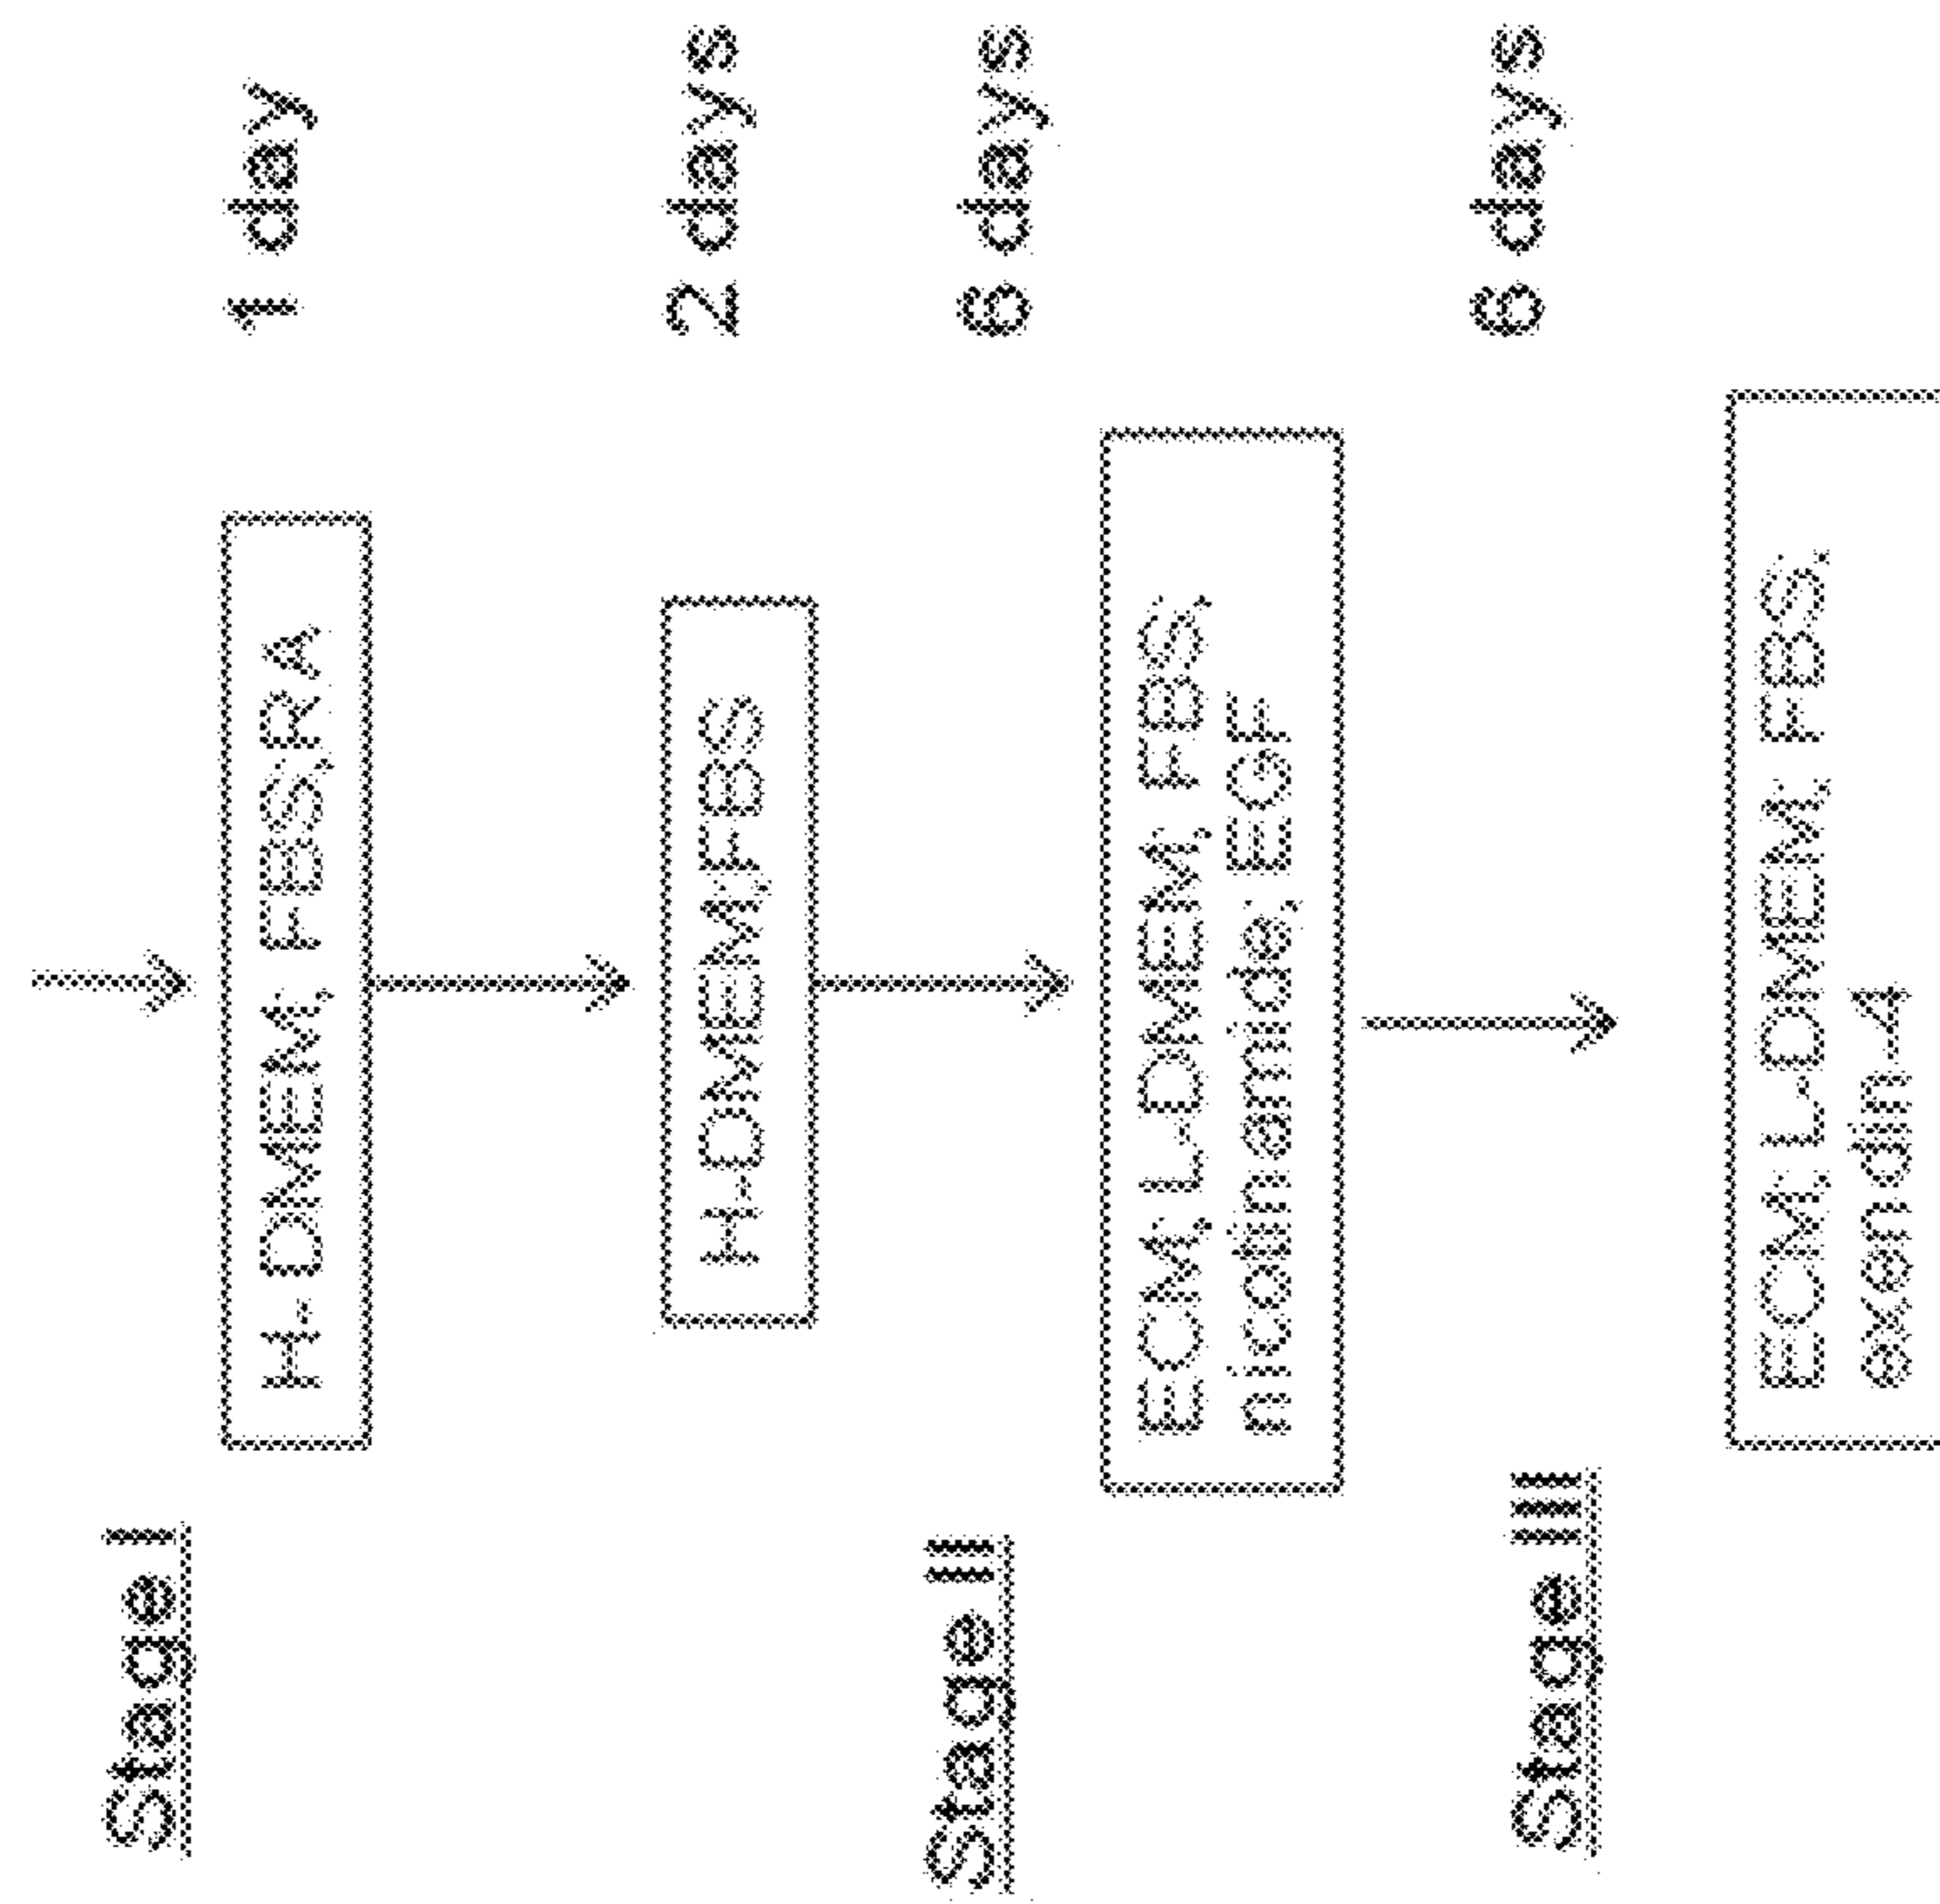 Stage I
H- DMEM, FBS,RA
1 day
H-DMEM,FBS
2 days
Stage II
6 days
ECM, L-DMEM, FBS,
nicotinamide, EGF
Stage III
6 days
ECM, L-DMEM, FBS,
exendin-4